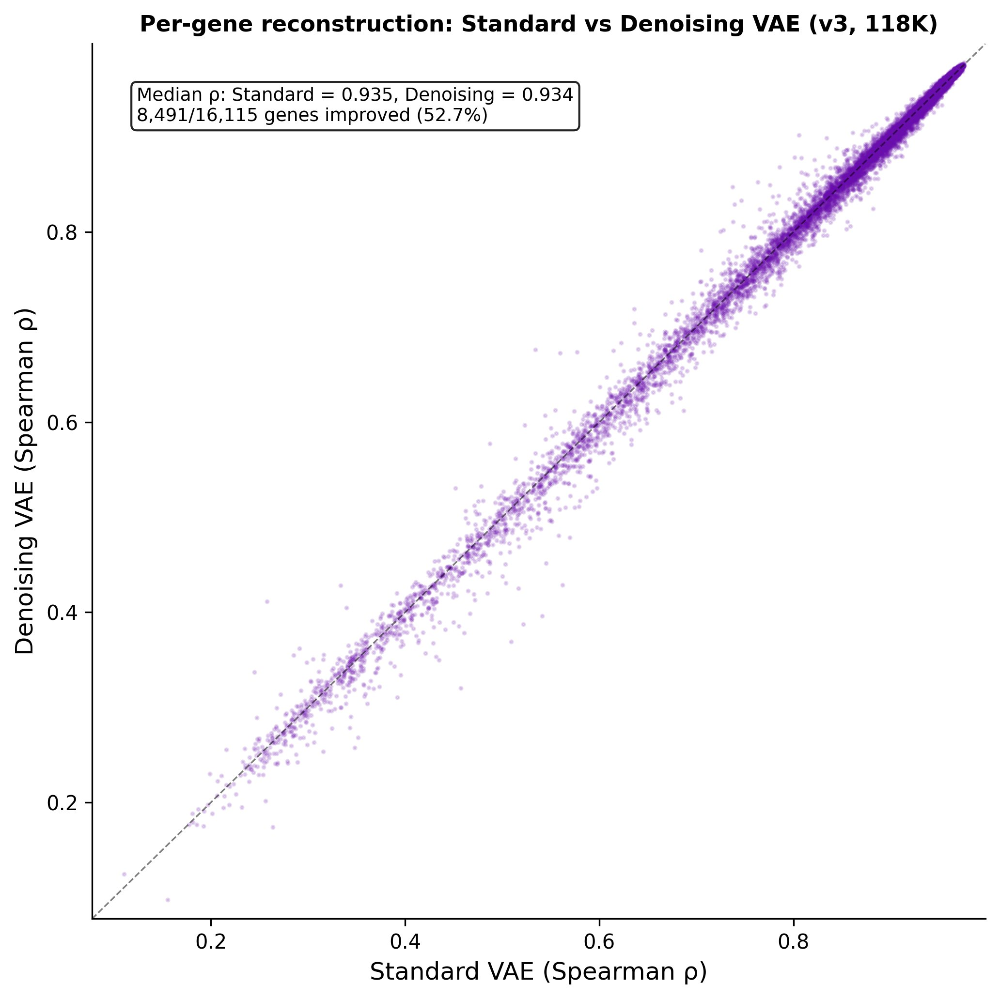 Per-gene reconstruction: Standard vs Denoising VAE (v3, 118K)
Median ρ: Standard = 0.935, Denoising = 0.934
8,491/16,115 genes improved (52.7%)
Denoising VAE (Spearman ρ)
0.8
0.6
0.4
0.2
0.2
0.4
0.6
0.8
Standard VAE (Spearman ρ)